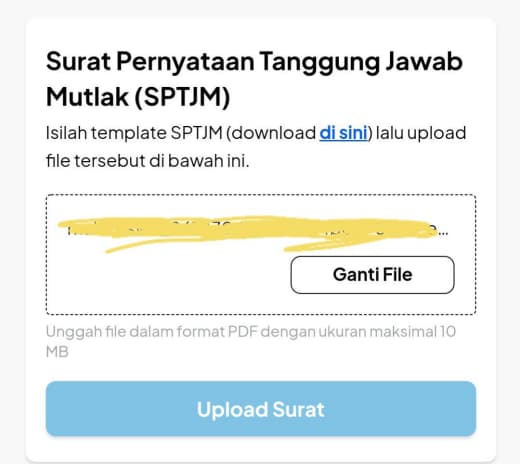 Surat Pernyataan Tanggung Jawab
Mutlak (SPTJM)
Isilah template SPTJM (download di sini) lalu upload
file tersebut di bawah ini.
Ganti File
Unggah file dalam format PDF dengan ukuran maksimal 10
MB
Upload Surat